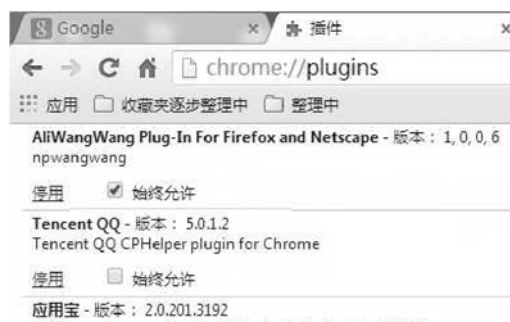 Google
插件
chrome://plugins
应用 收藏夹逐步整理中 整理中
AliWangWang Plug-In For Firefox and Netscape - 版本： 1, 0, 0, 6
npwangwang
停用 始终允许
Tencent QQ - 版本： 5.0.1.2
Tencent QQ CPHelper plugin for Chrome
停用 始终允许
应用宝 - 版本： 2.0.201.3192